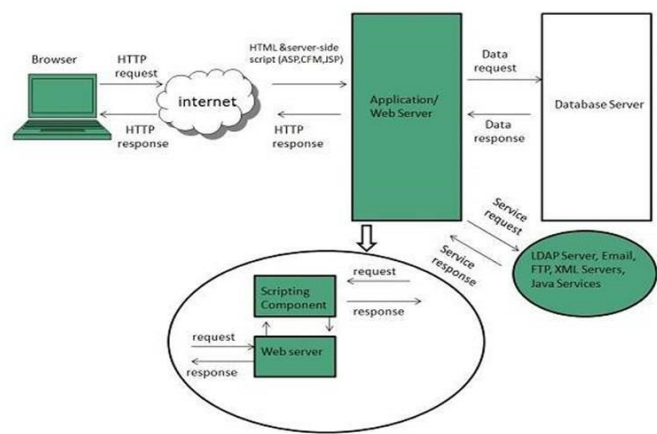 Browser
HTTP
request
HTTP
response
internet
HTML &server-side
script (ASP,CFM,JSP)
HTTP
response
Application/
Web Server
Data
request
Data
response
Database Server
Service
request
Service
response
LDAP Server, Email,
FTP, XML Servers,
Java Services
Scripting
Component
request
response
request
Web server
response